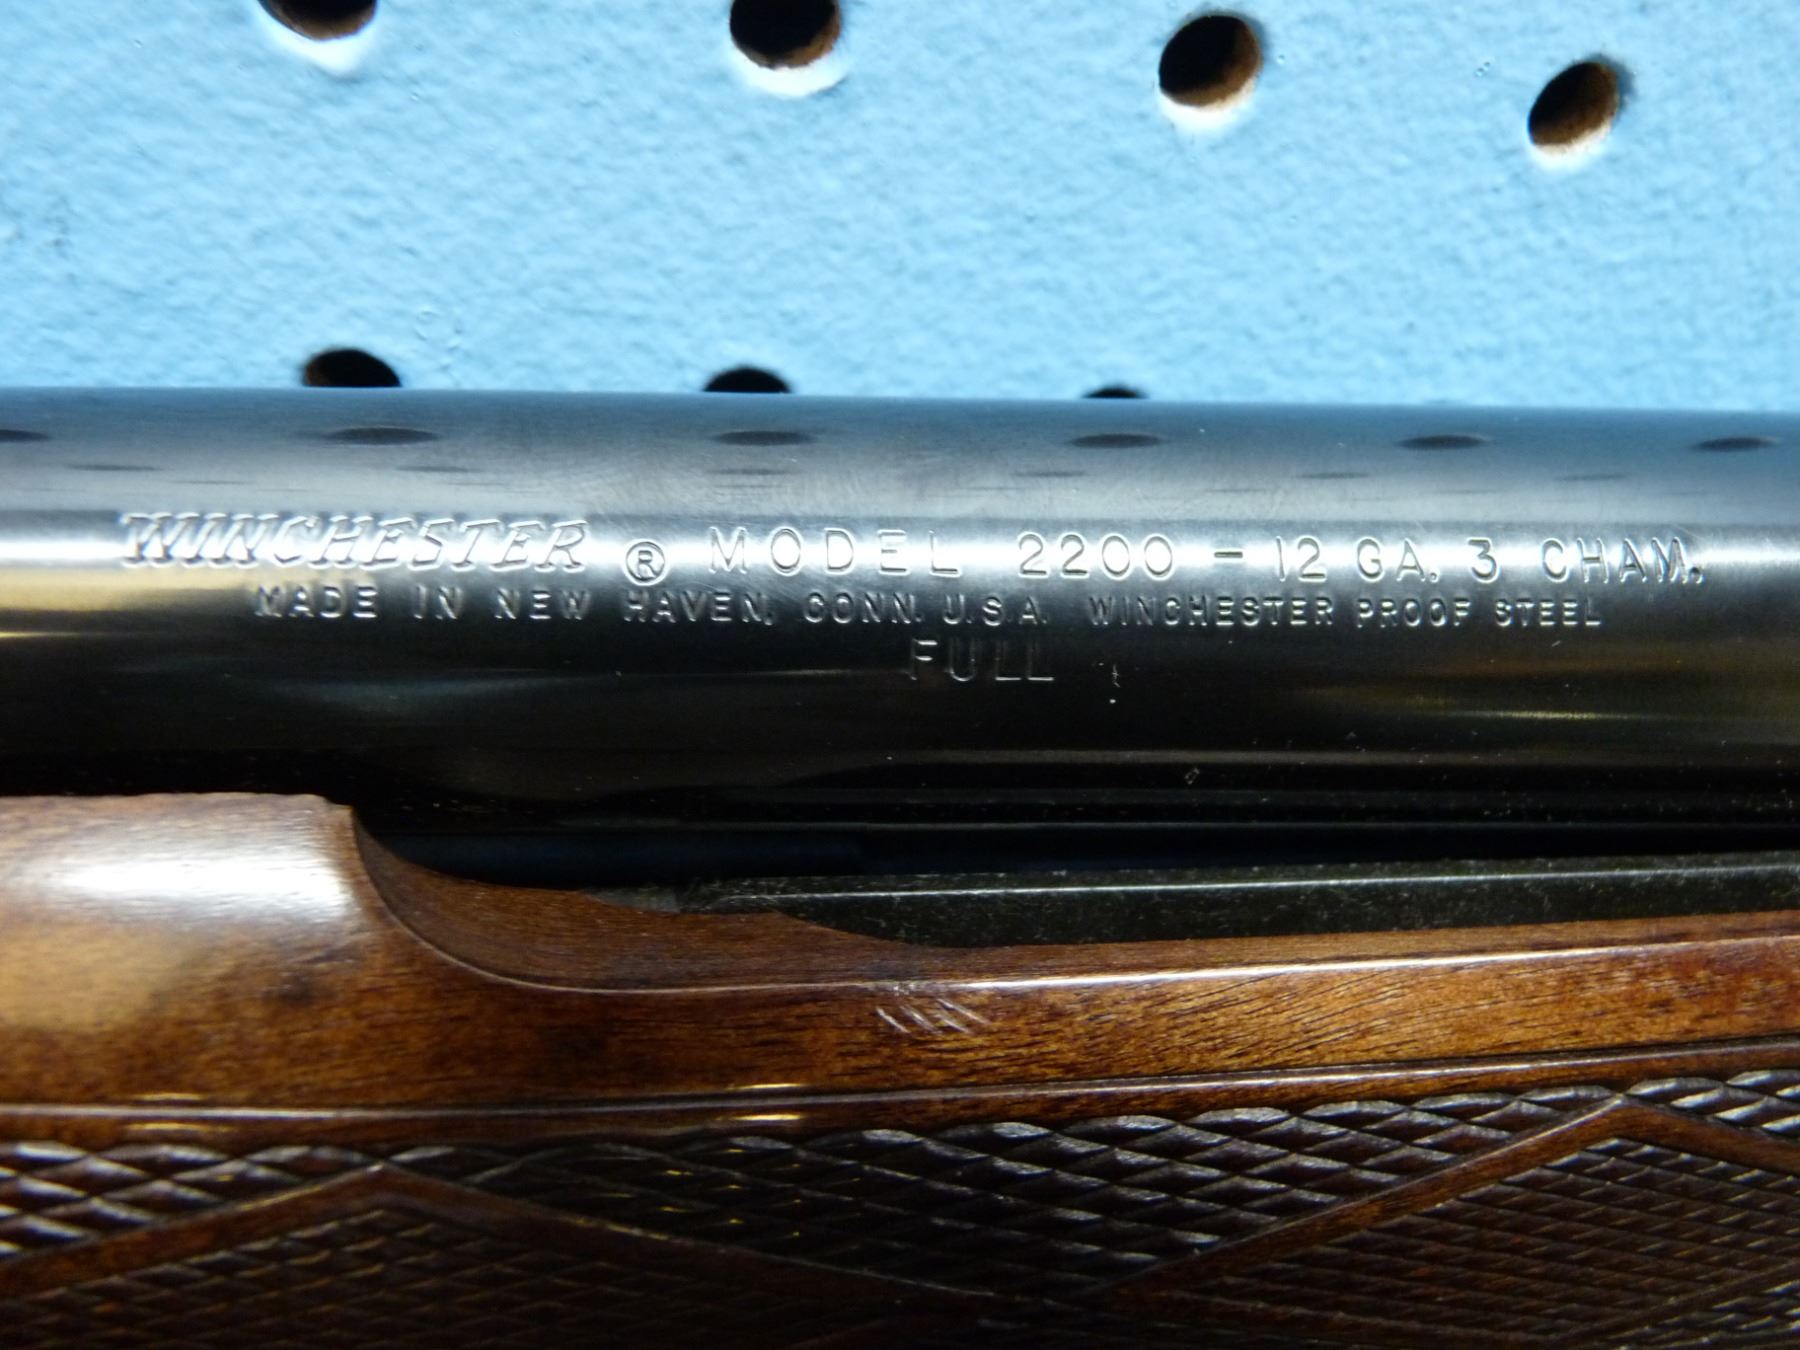 WINCHESTER ® MODEL 2200 - 12 GA. 3 CHAM.
MADE IN NEW HAVEN, CONN. U.S.A. WINCHESTER PROOF STEEL
FULL